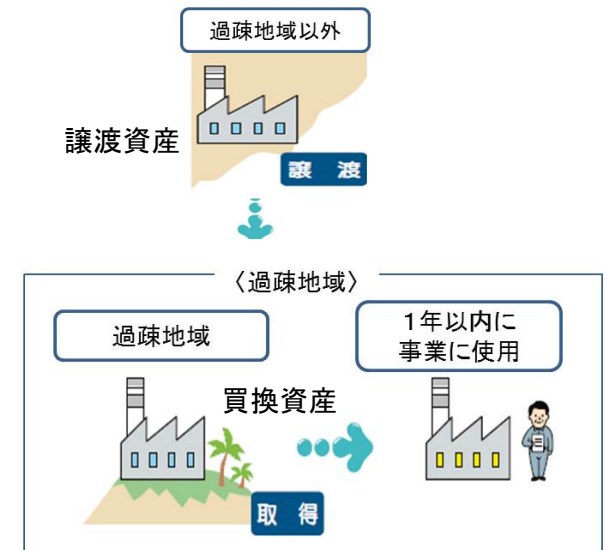 過疎地域以外
譲渡資産
譲 渡
〈過疎地域〉
過疎地域
1年以内に
事業に使用
買換資産
取 得